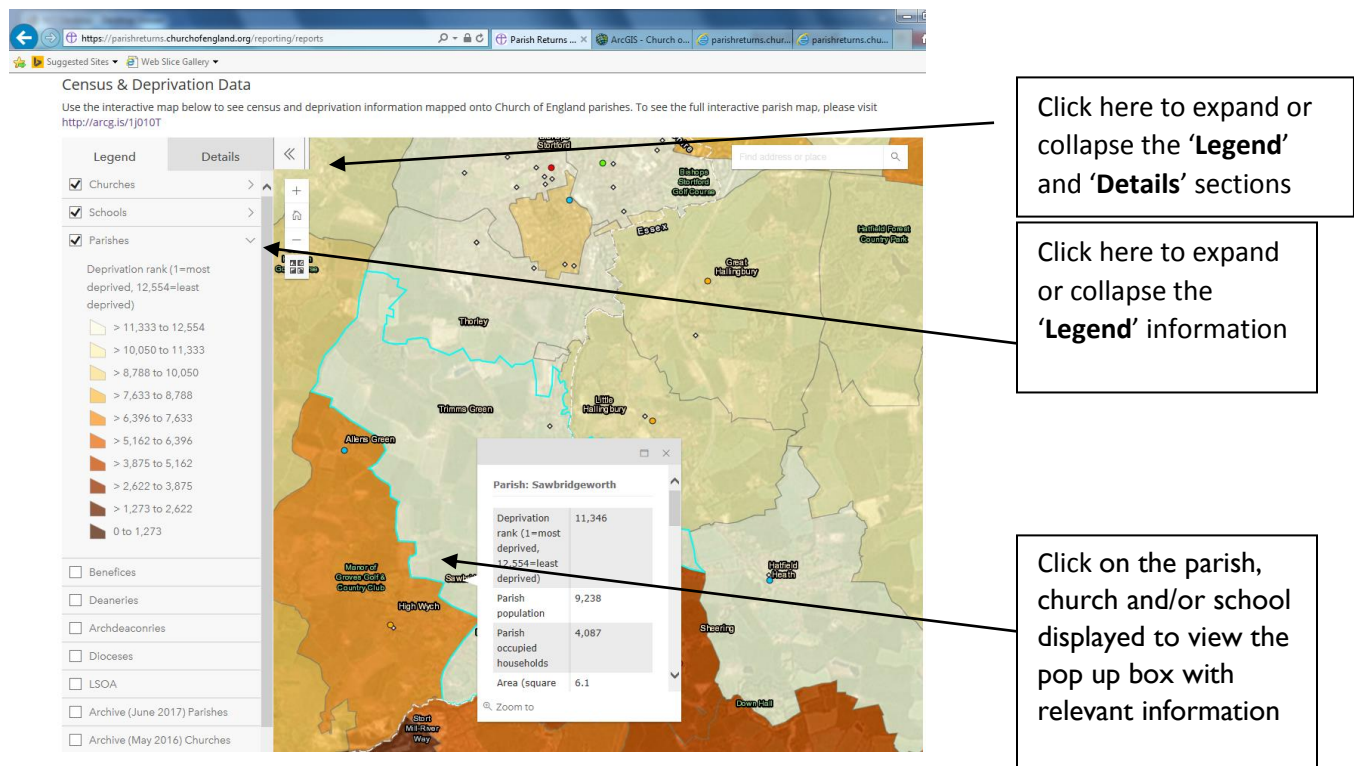 https://parishreturns.churchofengland.org/reporting/reports
Parish Returns ...
ArcGIS - Church o...
parishreturns.chur...
parishreturns.chu...
Suggested Sites
Web Slice Gallery
Census & Deprivation Data
Use the interactive map below to see census and deprivation information mapped onto Church of England parishes. To see the full interactive parish map, please visit
http://arcg.is/1j010T
Legend
Details
Find address or place
Churches
Schools
Parishes
Deprivation rank (1=most
deprived, 12,554=least
deprived)
> 11,333 to 12,554
> 10,050 to 11,333
> 8,788 to 10,050
> 7,633 to 8,788
> 6,396 to 7,633
> 5,162 to 6,396
> 3,875 to 5,162
> 2,622 to 3,875
> 1,273 to 2,622
0 to 1,273
Benefices
Deaneries
Archdeaconries
Dioceses
LSOA
Archive (June 2017) Parishes
Archive (May 2016) Churches
Bishops
Stortford
Bishops
Stortford
Golf Course
Essex
Hatfield Forest
Country Park
Great
Hallingbury
Thorley
Trimms Green
Little
Hallingbury
Allens Green
Manor of
Groves Golf &
Country Club
High Wych
Hatfield
Heath
Sheering
Down Hall
Stort
Mill River
Way
Parish: Sawbridgeworth
Deprivation
rank (1=most
deprived,
12,554=least
deprived)
11,346
Parish
population
9,238
Parish
occupied
households
4,087
Area (square
6.1
Zoom to
Click here to expand or
collapse the ‘Legend’
and ‘Details’ sections
Click here to expand
or collapse the
‘Legend’ information
Click on the parish,
church and/or school
displayed to view the
pop up box with
relevant information